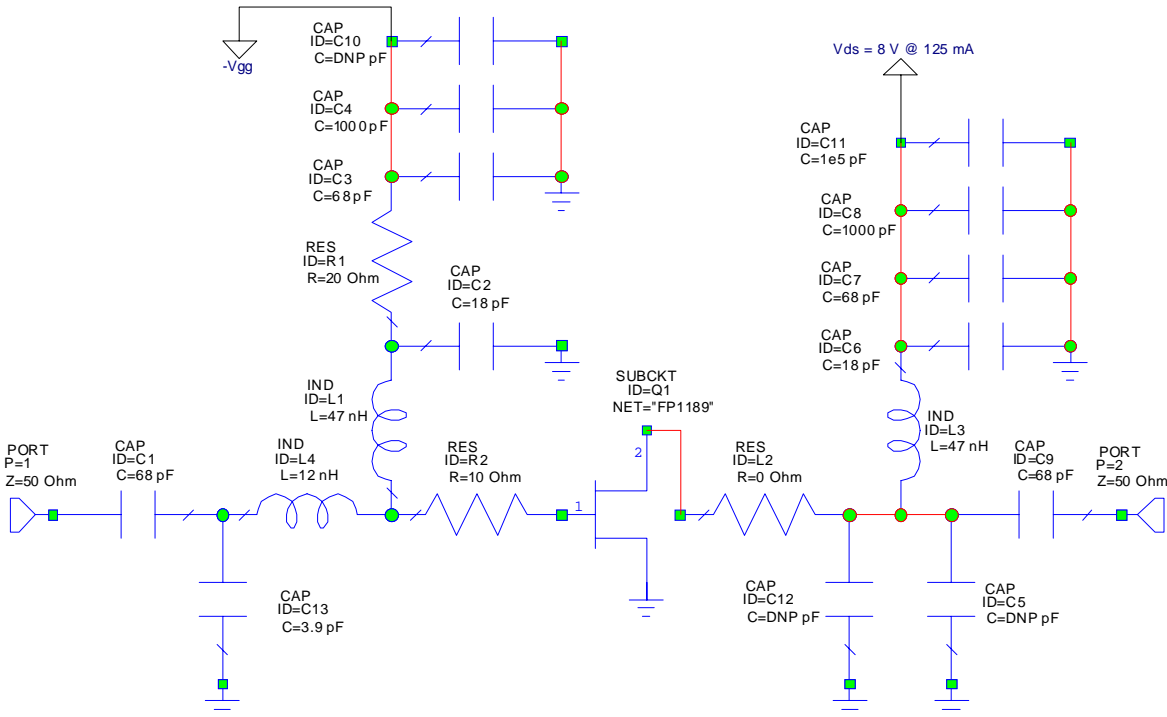 CAP
ID=C10
C=DNP pF
-Vgg
CAP
ID=C4
C=1000 pF
CAP
ID=C3
C=68 pF
RES
ID=R1
R=20 Ohm
CAP
ID=C2
C=18 pF
IND
ID=L1
L=47 nH
PORT
P=1
Z=50 Ohm
CAP
ID=C1
C=68 pF
IND
ID=L4
L=12 nH
RES
ID=R2
R=10 Ohm
CAP
ID=C13
C=3.9 pF
SUBCKT
ID=Q1
NET="FP1189"
2
1
Vds = 8 V @ 125 mA
CAP
ID=C11
C=1e5 pF
CAP
ID=C8
C=1000 pF
CAP
ID=C7
C=68 pF
CAP
ID=C6
C=18 pF
IND
ID=L3
L=47 nH
RES
ID=L2
R=0 Ohm
CAP
ID=C9
C=68 pF
PORT
P=2
Z=50 Ohm
CAP
ID=C12
C=DNP pF
CAP
ID=C5
C=DNP pF